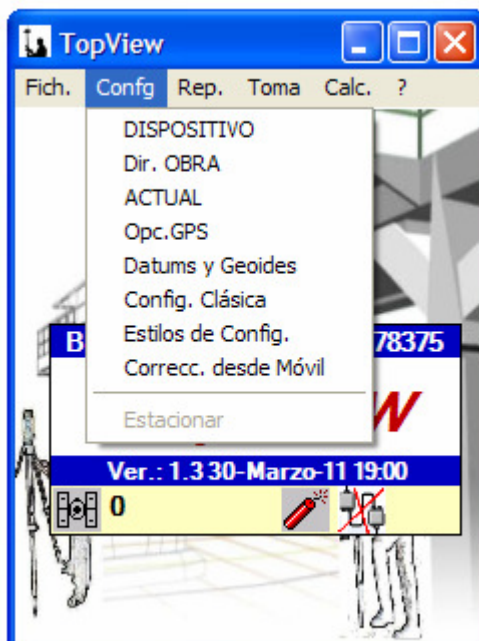 TopView
Fich. Confg Rep. Toma Calc. ?
DISPOSITIVO
Dir. OBRA
ACTUAL
Opc.GPS
Datums y Geoides
Config. Clásica
Estilos de Config.
B 78375
Correcc. desde Móvil
W
Estacionar
Ver.: 1.3 30-Marzo-11 19:00
0